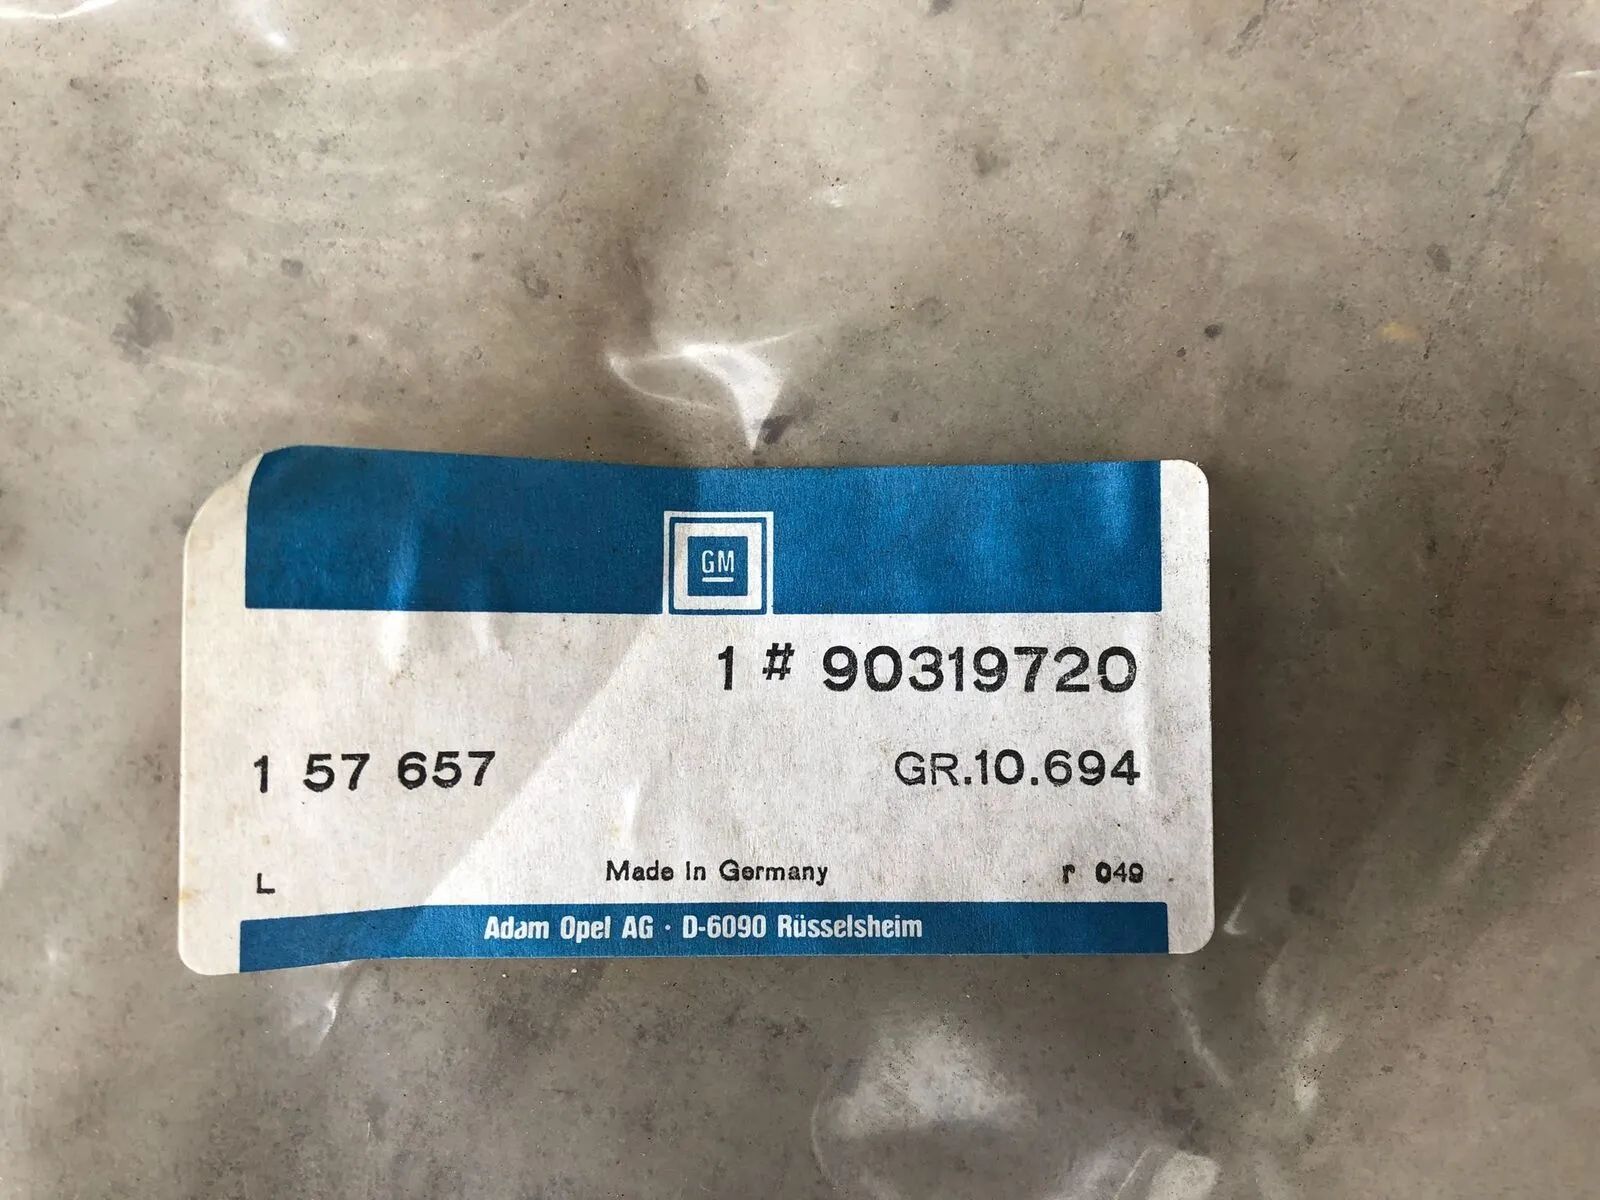 GM
1 # 90319720
1 57 657
GR.10.694
L
Made in Germany
r 049
Adam Opel AG · D-6090 Rüsselsheim